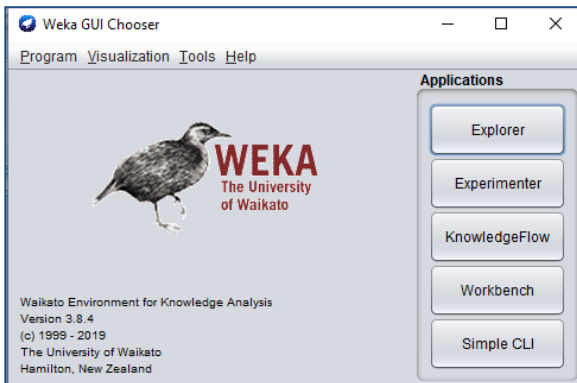 Weka GUI Chooser
Program Visualization Tools Help
Applications
Explorer
Experimenter
KnowledgeFlow
Workbench
Simple CLI
WEKA
The University
of Waikato
Waikato Environment for Knowledge Analysis
Version 3.8.4
(c) 1999 - 2019
The University of Waikato
Hamilton, New Zealand